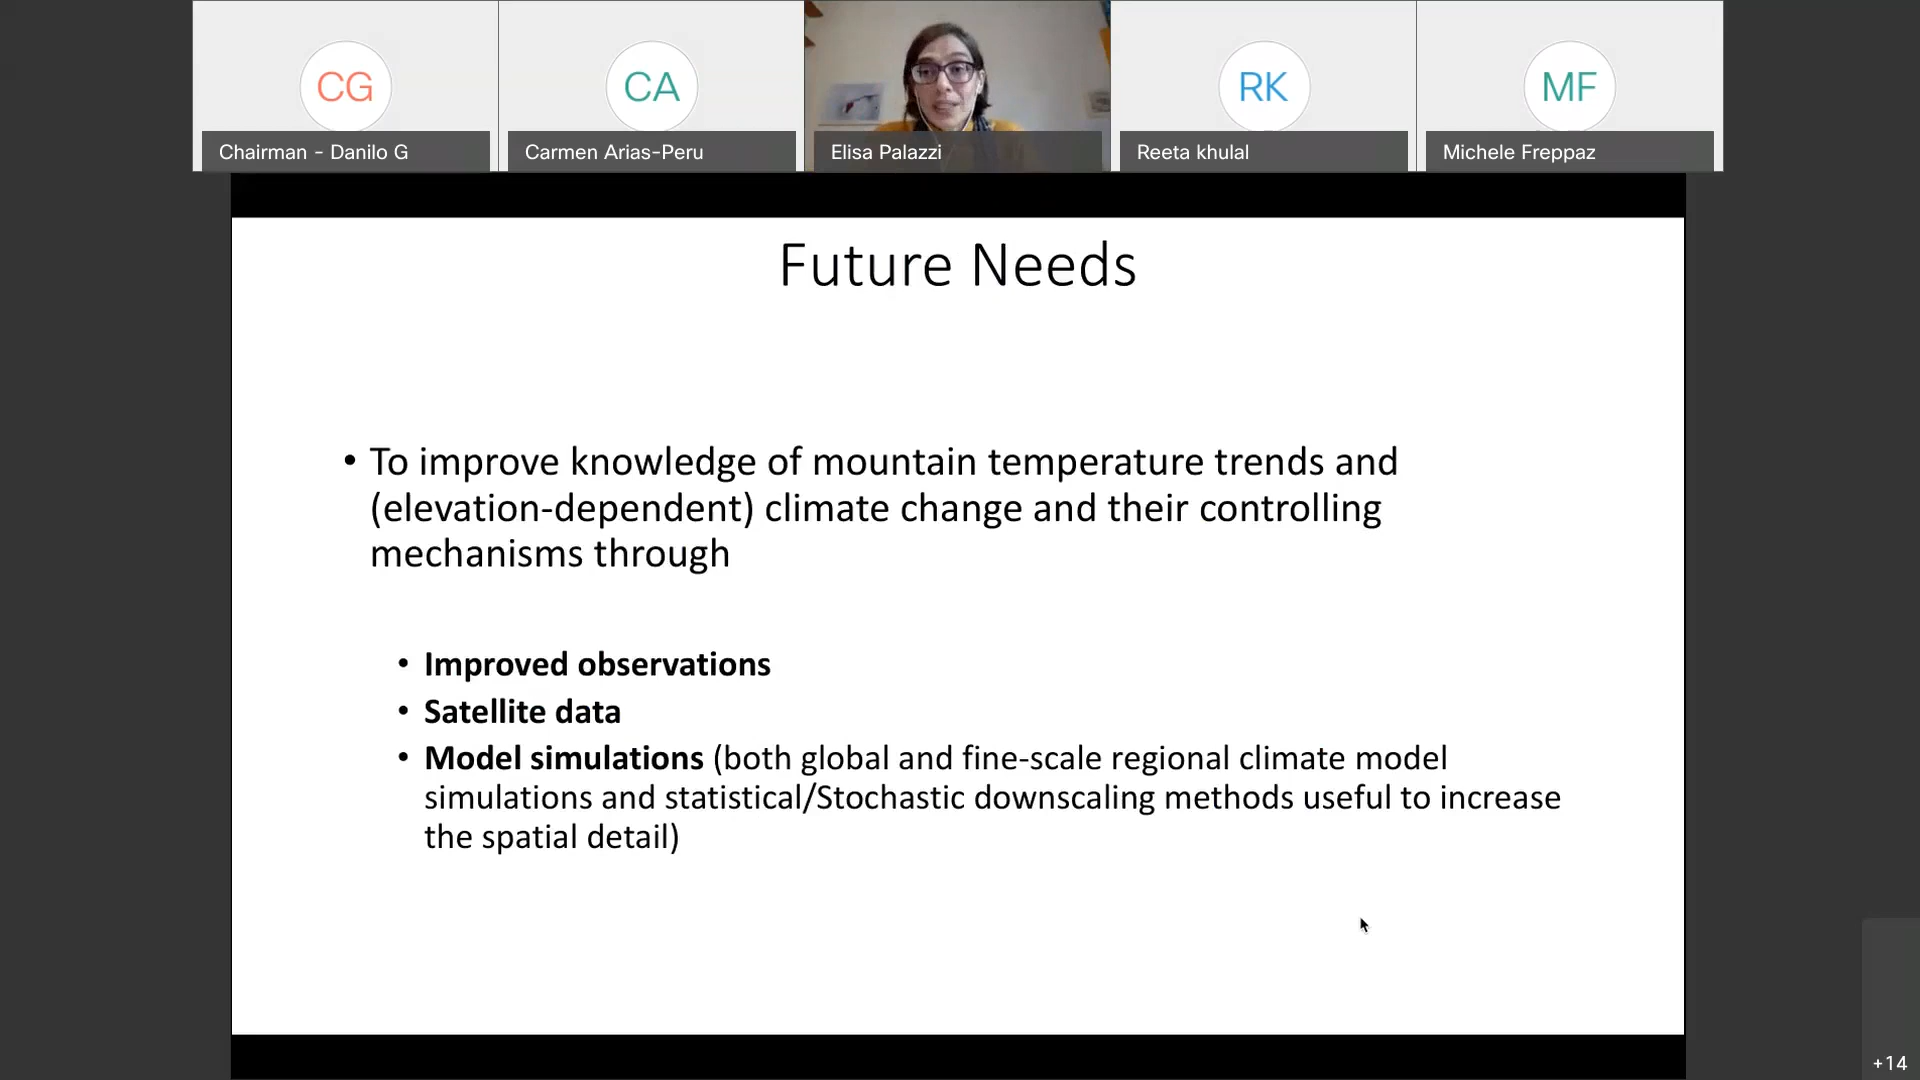 CG
CA
RK
MF
Chairman - Danilo G
Carmen Arias-Peru
Elisa Palazzi
Reeta khulal
Michele Freppaz
Future Needs
• To improve knowledge of mountain temperature trends and
(elevation-dependent) climate change and their controlling
mechanisms through
• Improved observations
• Satellite data
• Model simulations (both global and fine-scale regional climate model
simulations and statistical/Stochastic downscaling methods useful to increase
the spatial detail)
+14